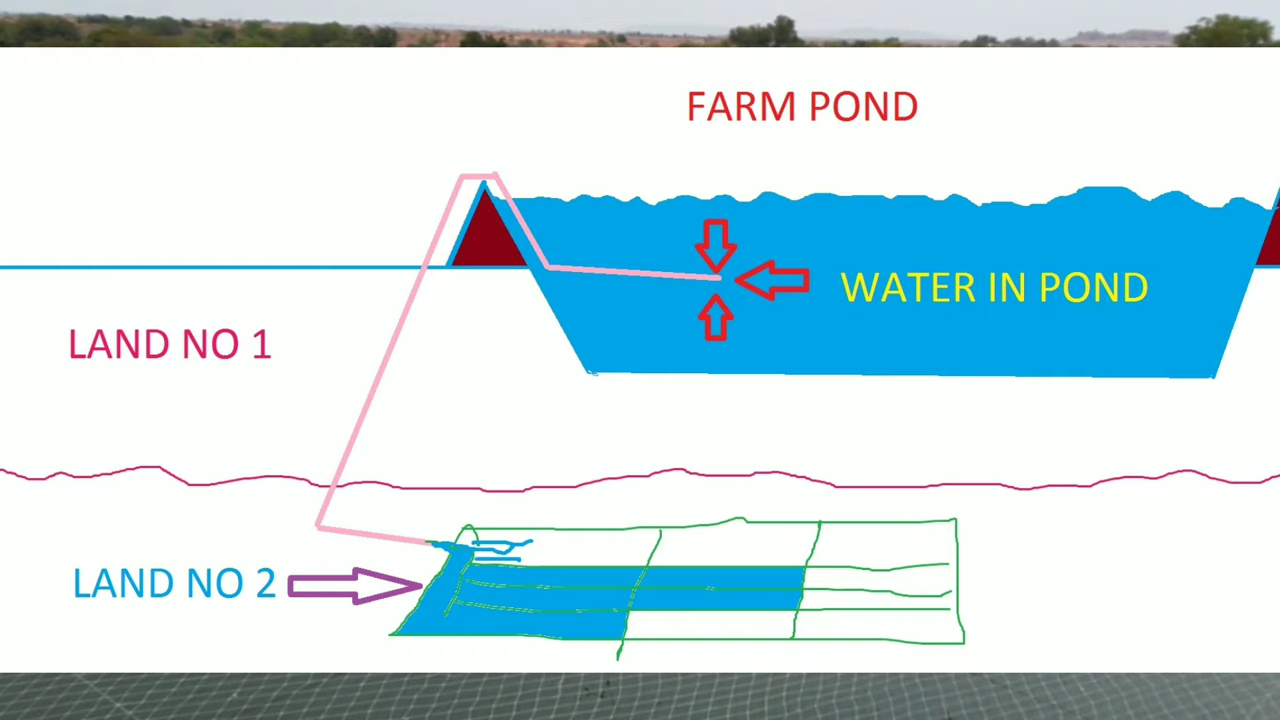 FARM POND
WATER IN POND
LAND NO 1
LAND NO 2